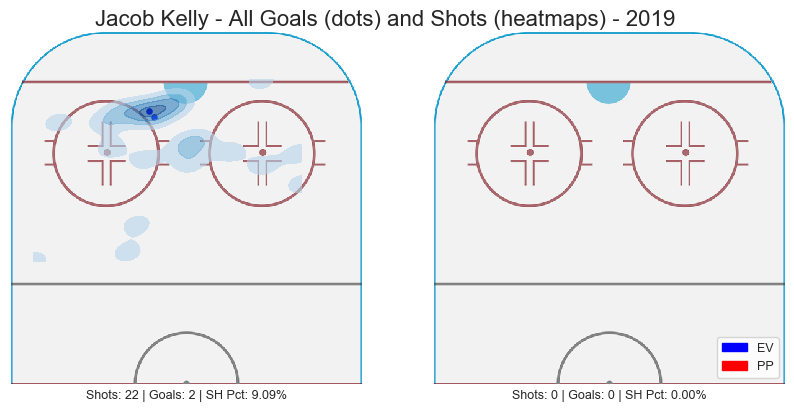 Jacob Kelly - All Goals (dots) and Shots (heatmaps) - 2019
EV
PP
Shots: 22 | Goals: 2 | SH Pct: 9.09%
Shots: 0 | Goals: 0 | SH Pct: 0.00%